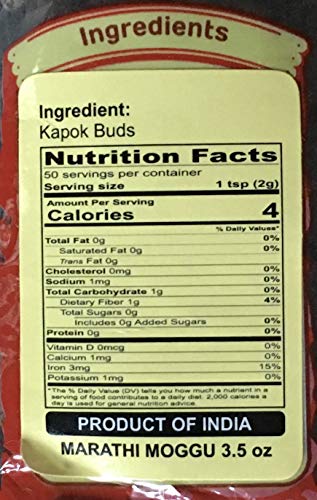 Ingredients
Ingredient:
Kapok Buds
Nutrition Facts
50 servings per container
Serving size 1 tsp (2g)
Amount Per Serving
Calories 4
% Daily Values*
Total Fat 0g 0%
Saturated Fat 0g 0%
Trans Fat 0g
Cholesterol 0mg 0%
Sodium 1mg 0%
Total Carbohydrate 1g 0%
Dietary Fiber 1g 4%
Total Sugars 0g
Includes 0g Added Sugars 0%
Protein 0g 0%
Vitamin D 0mcg 0%
Calcium 1mg 0%
Iron 3mg 15%
Potassium 1mg 0%
* The % Daily Value (DV) tells you how much a nutrient in a
serving of food contributes to a daily diet. 2,000 calories a
day is used for general nutrition advice.
PRODUCT OF INDIA
MARATHI MOGGU 3.5 oz